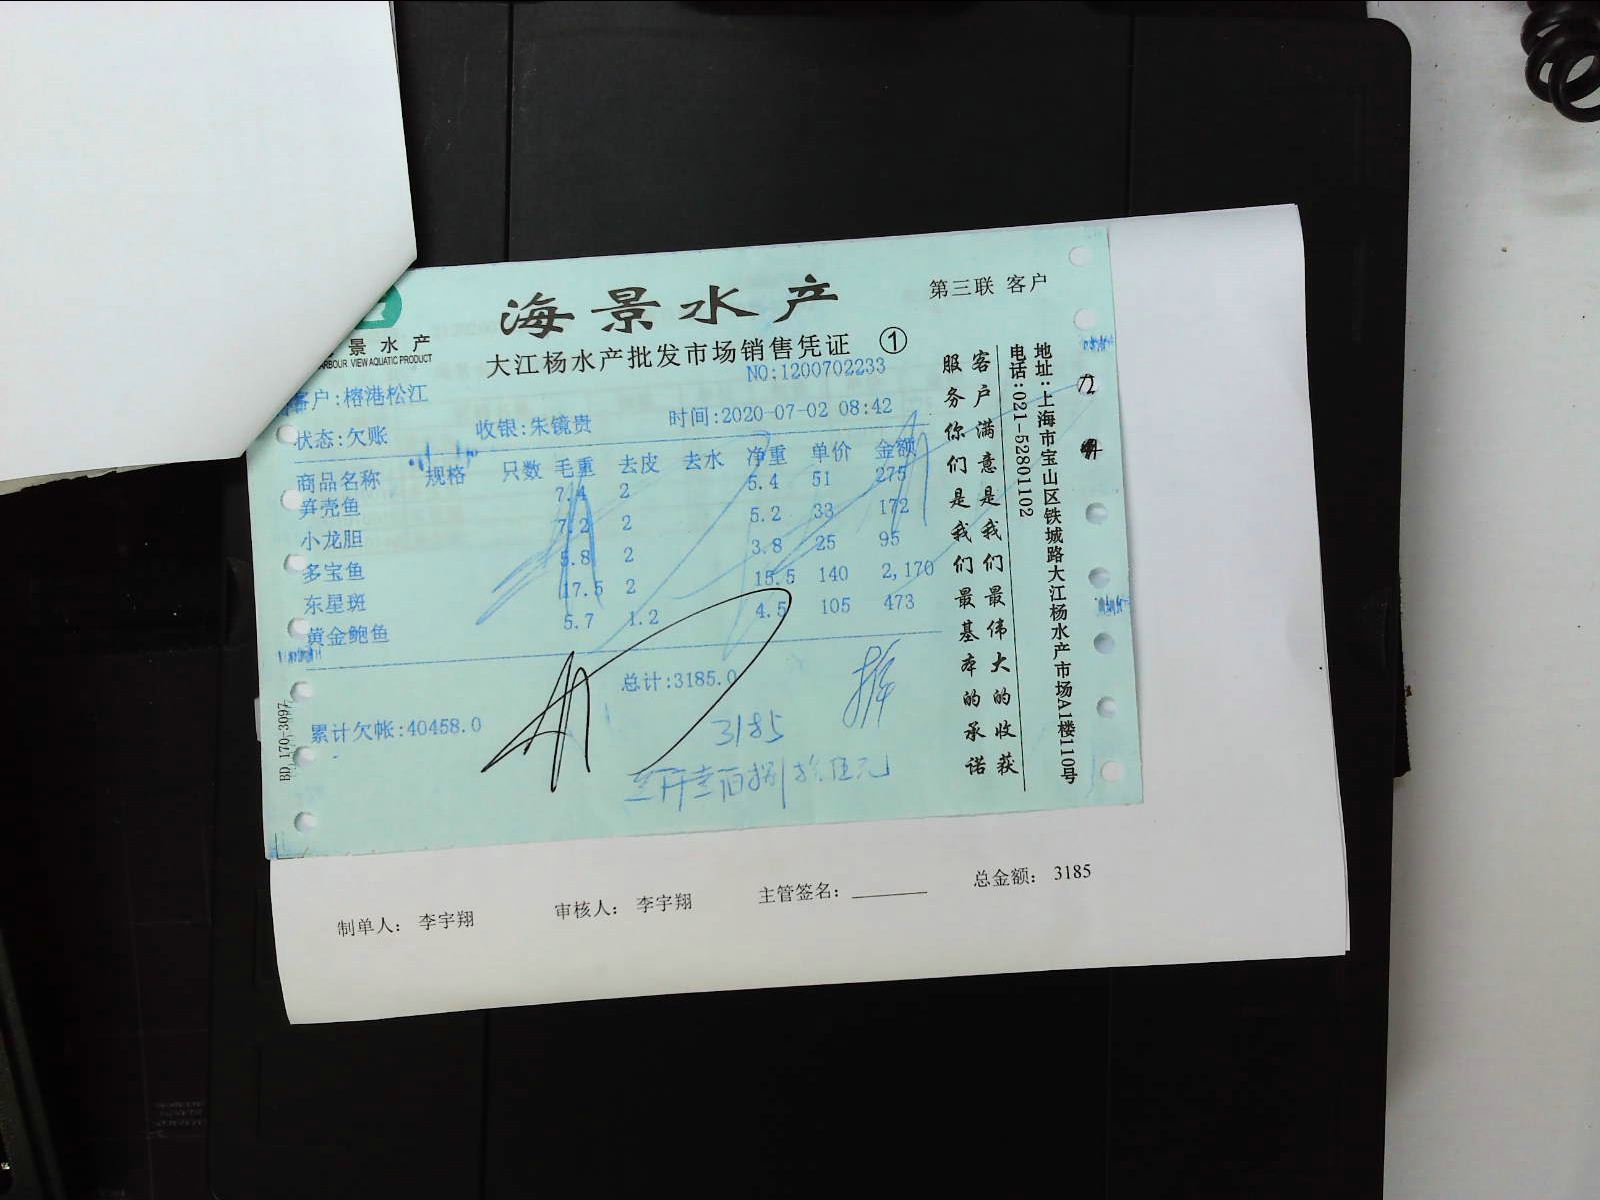 海景水产
第三联 客户
景水产
RBOUR VIEW AQUATIC PRODUCT
大江杨水产批发市场销售凭证 ①
NO:1200702233
客户:榕港松江
状态:欠账 收银:朱镜贵 时间:2020-07-02 08:42
商品名称 规格 只数 毛重 去皮 去水 净重 单价 金额
笋壳鱼 7.4 2 5.4 51 275
小龙胆 7.2 2 5.2 33 172
多宝鱼 5.8 2 3.8 25 95
东星斑 17.5 2 15.5 140 2,170
黄金鲍鱼 5.7 1.2 4.5 105 473
总计:3185.0
累计欠帐:40458.0
3185
叁仟壹佰捌拾伍元
BD 170-3097
客户满意是我们最伟大的收获
服务你们是我们最基本的承诺
地址:上海市宝山区铁城路大江杨水产市场A1楼110号
电话:021-52801102
制单人: 李宇翔 审核人: 李宇翔 主管签名: 总金额: 3185